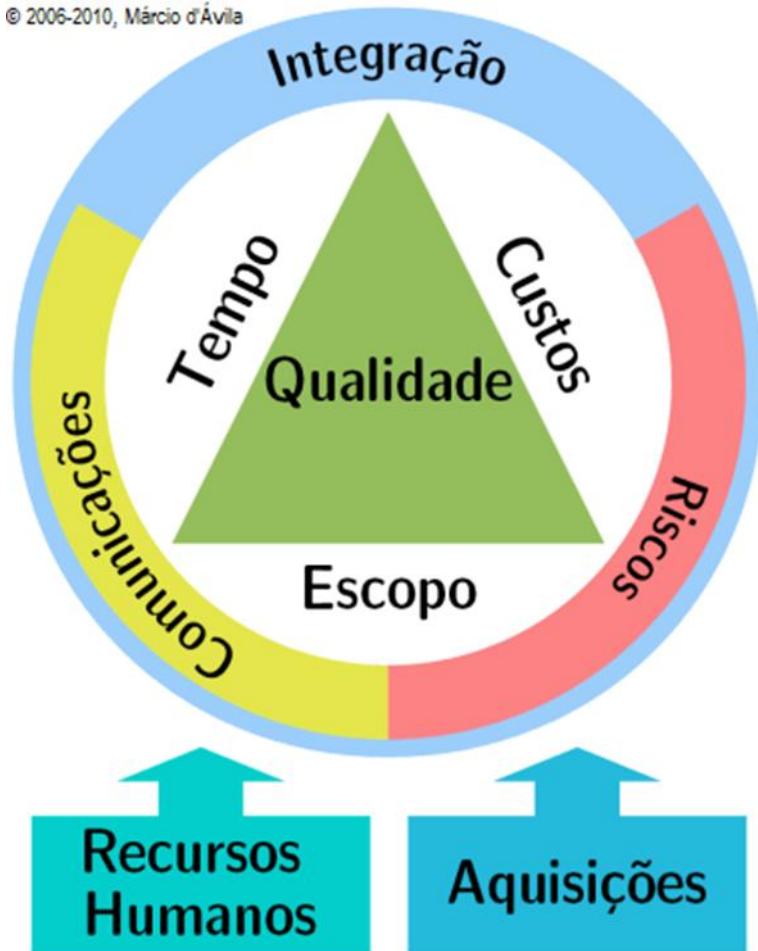 © 2006-2010, Márcio d'Ávila
Integração
Tempo
Custos
Qualidade
Comunicações
Riscos
Escopo
Recursos
Humanos
Aquisições